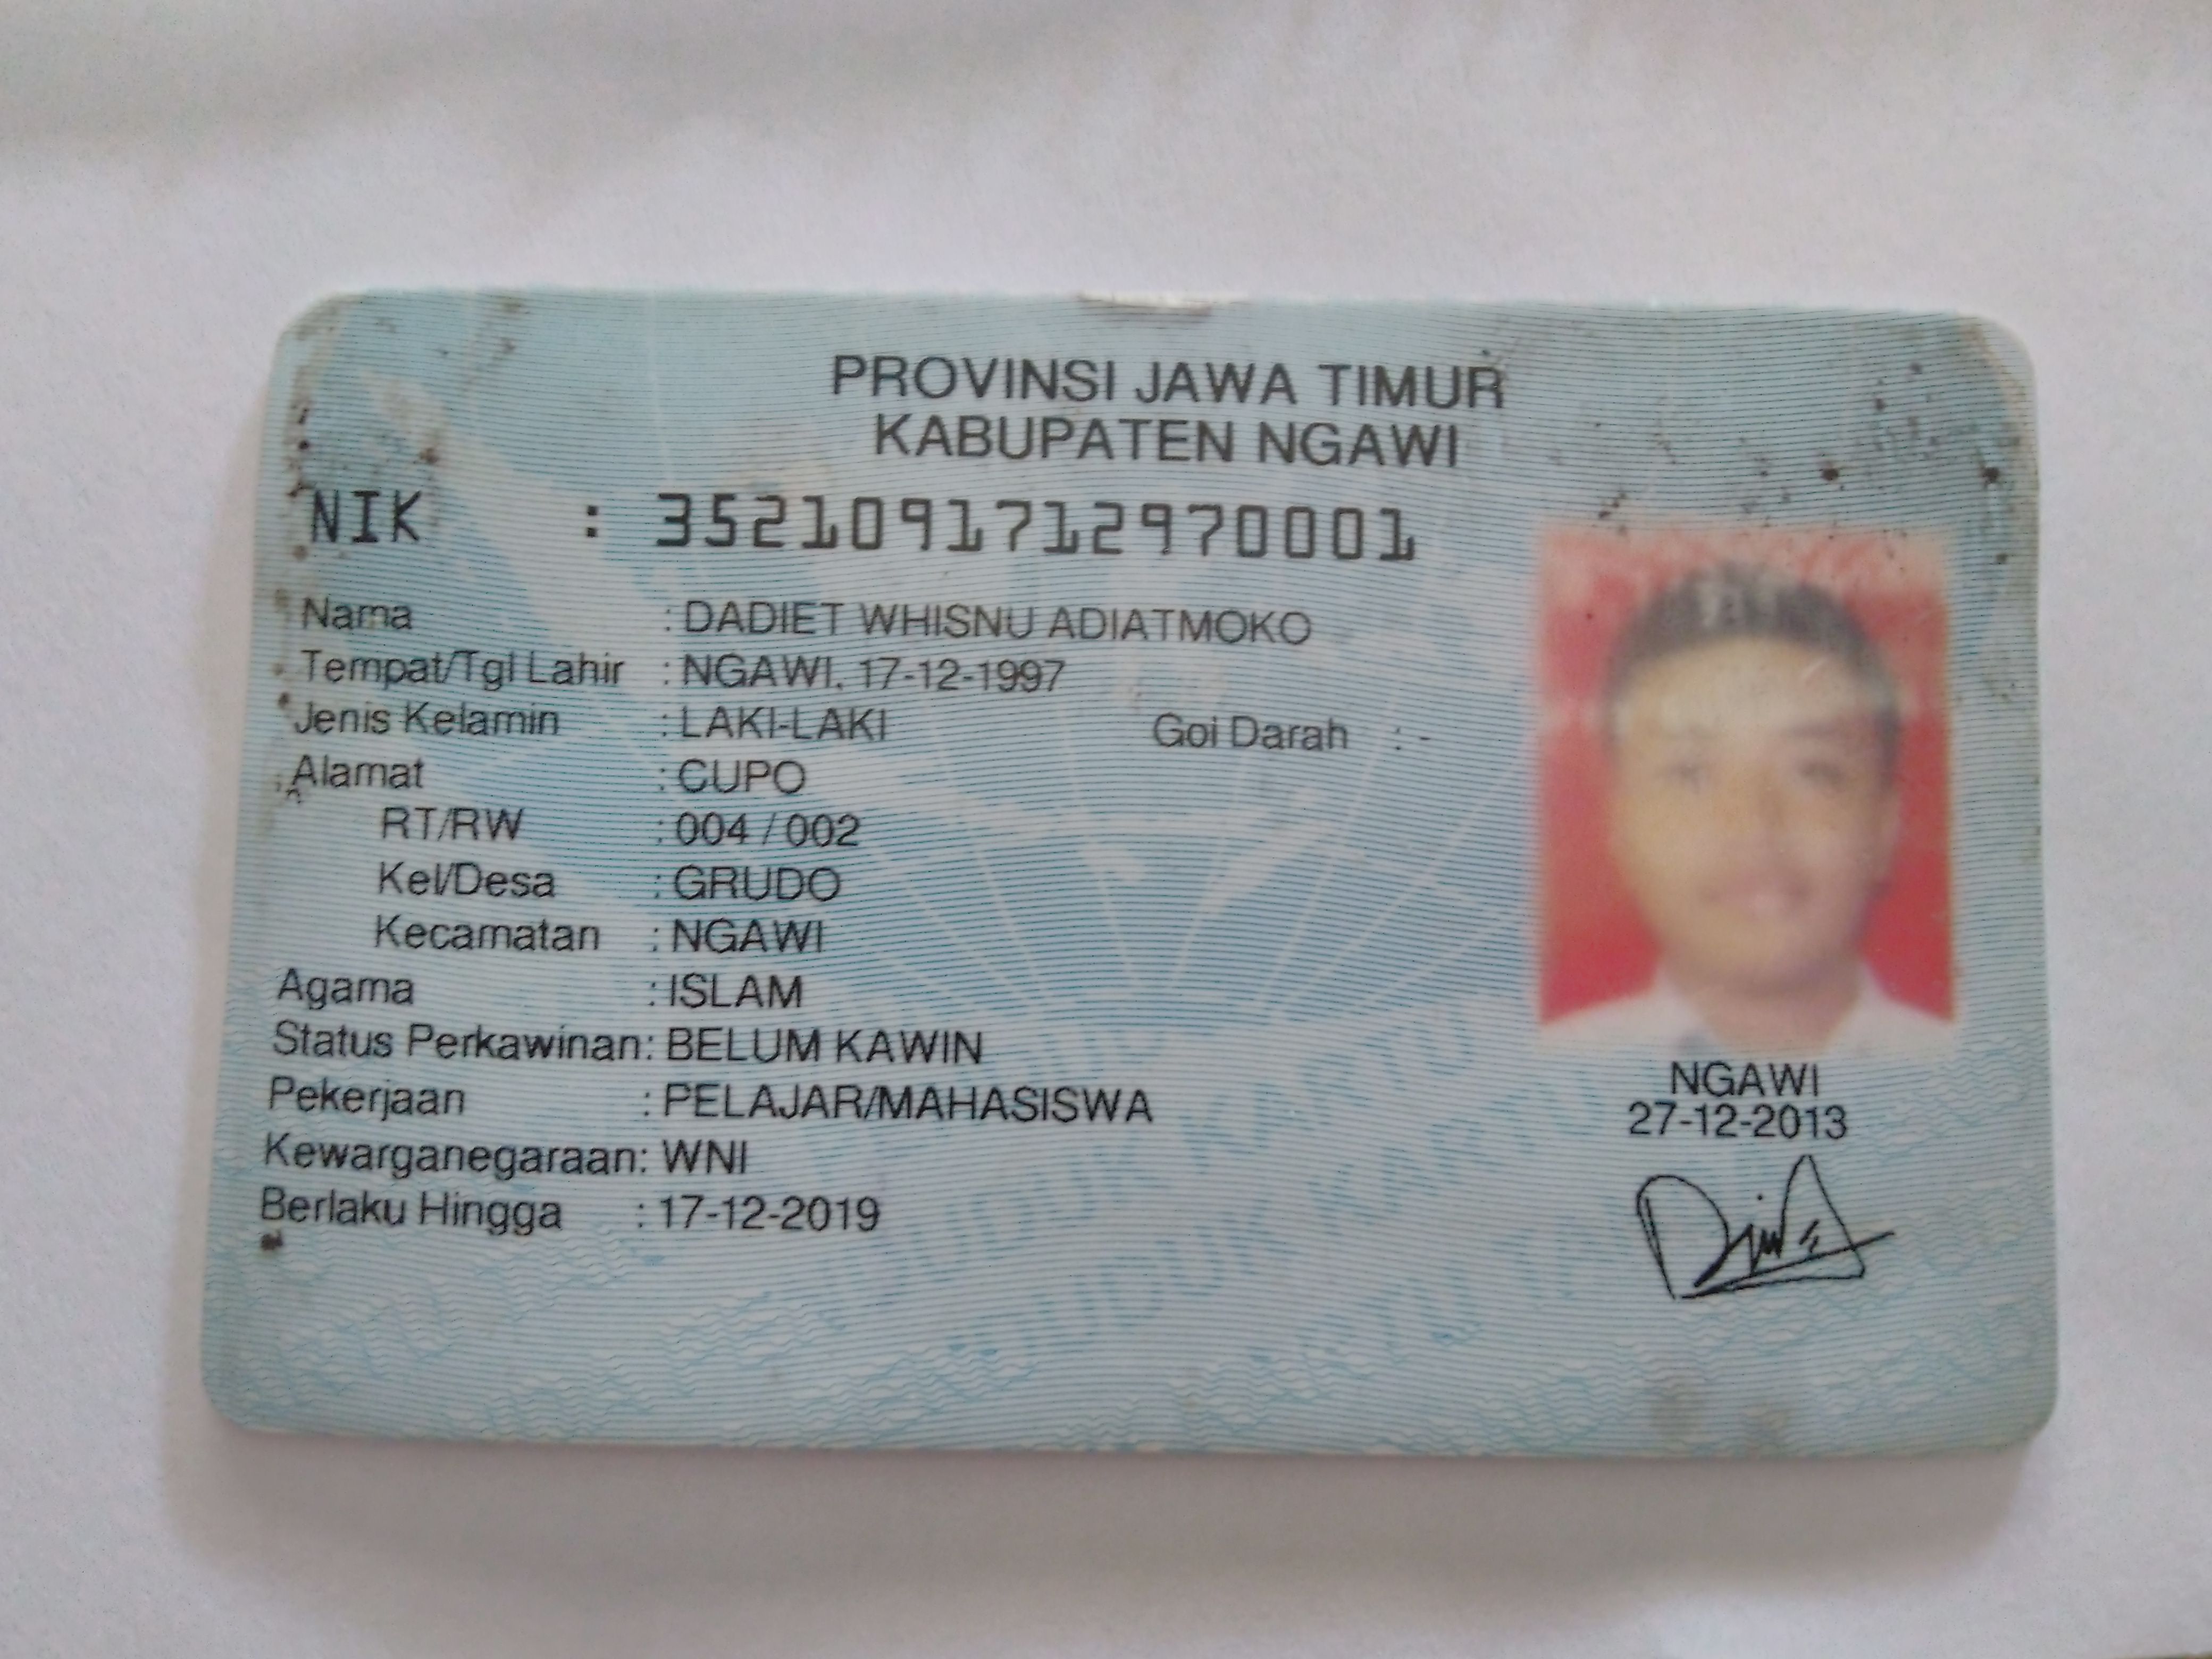 PROVINSI JAWA TIMUR
KABUPATEN NGAWI
NIK : 3521091712970001
Nama : DADIET WHISNU ADIATMOKO
Tempat/Tgl Lahir : NGAWI, 17-12-1997
Jenis Kelamin : LAKI-LAKI Gol Darah : -
Alamat : CUPO
RT/RW : 004 / 002
Kel/Desa : GRUDO
Kecamatan : NGAWI
Agama : ISLAM
Status Perkawinan: BELUM KAWIN
Pekerjaan : PELAJAR/MAHASISWA
Kewarganegaraan: WNI
Berlaku Hingga : 17-12-2019
NGAWI
27-12-2013